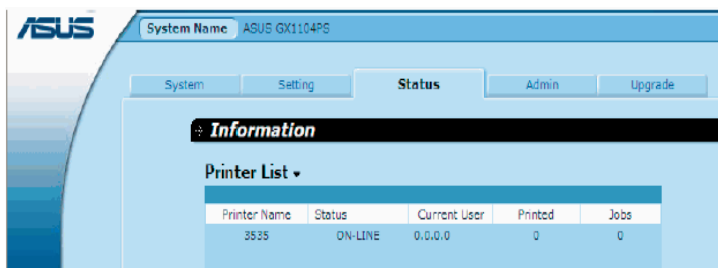 ASUS
System Name ASUS GX1104PS
System Setting Status Admin Upgrade
Information
Printer List
Printer Name Status Current User Printed Jobs
3535 ON-LINE 0.0.0.0 0 0